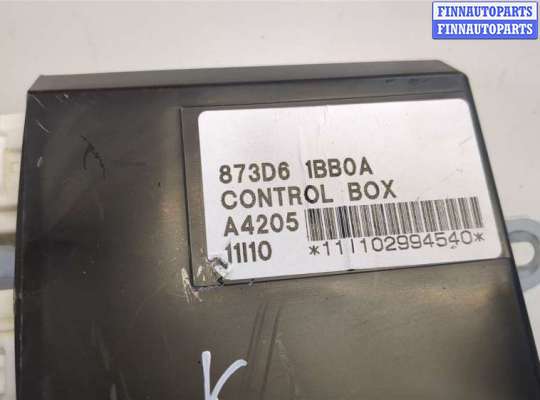 FINNAUTOPARTS
FINNAUTOPARTS
873D6 1BB0A
CONTROL BOX
A4205
11I10 *11I102994540*
K